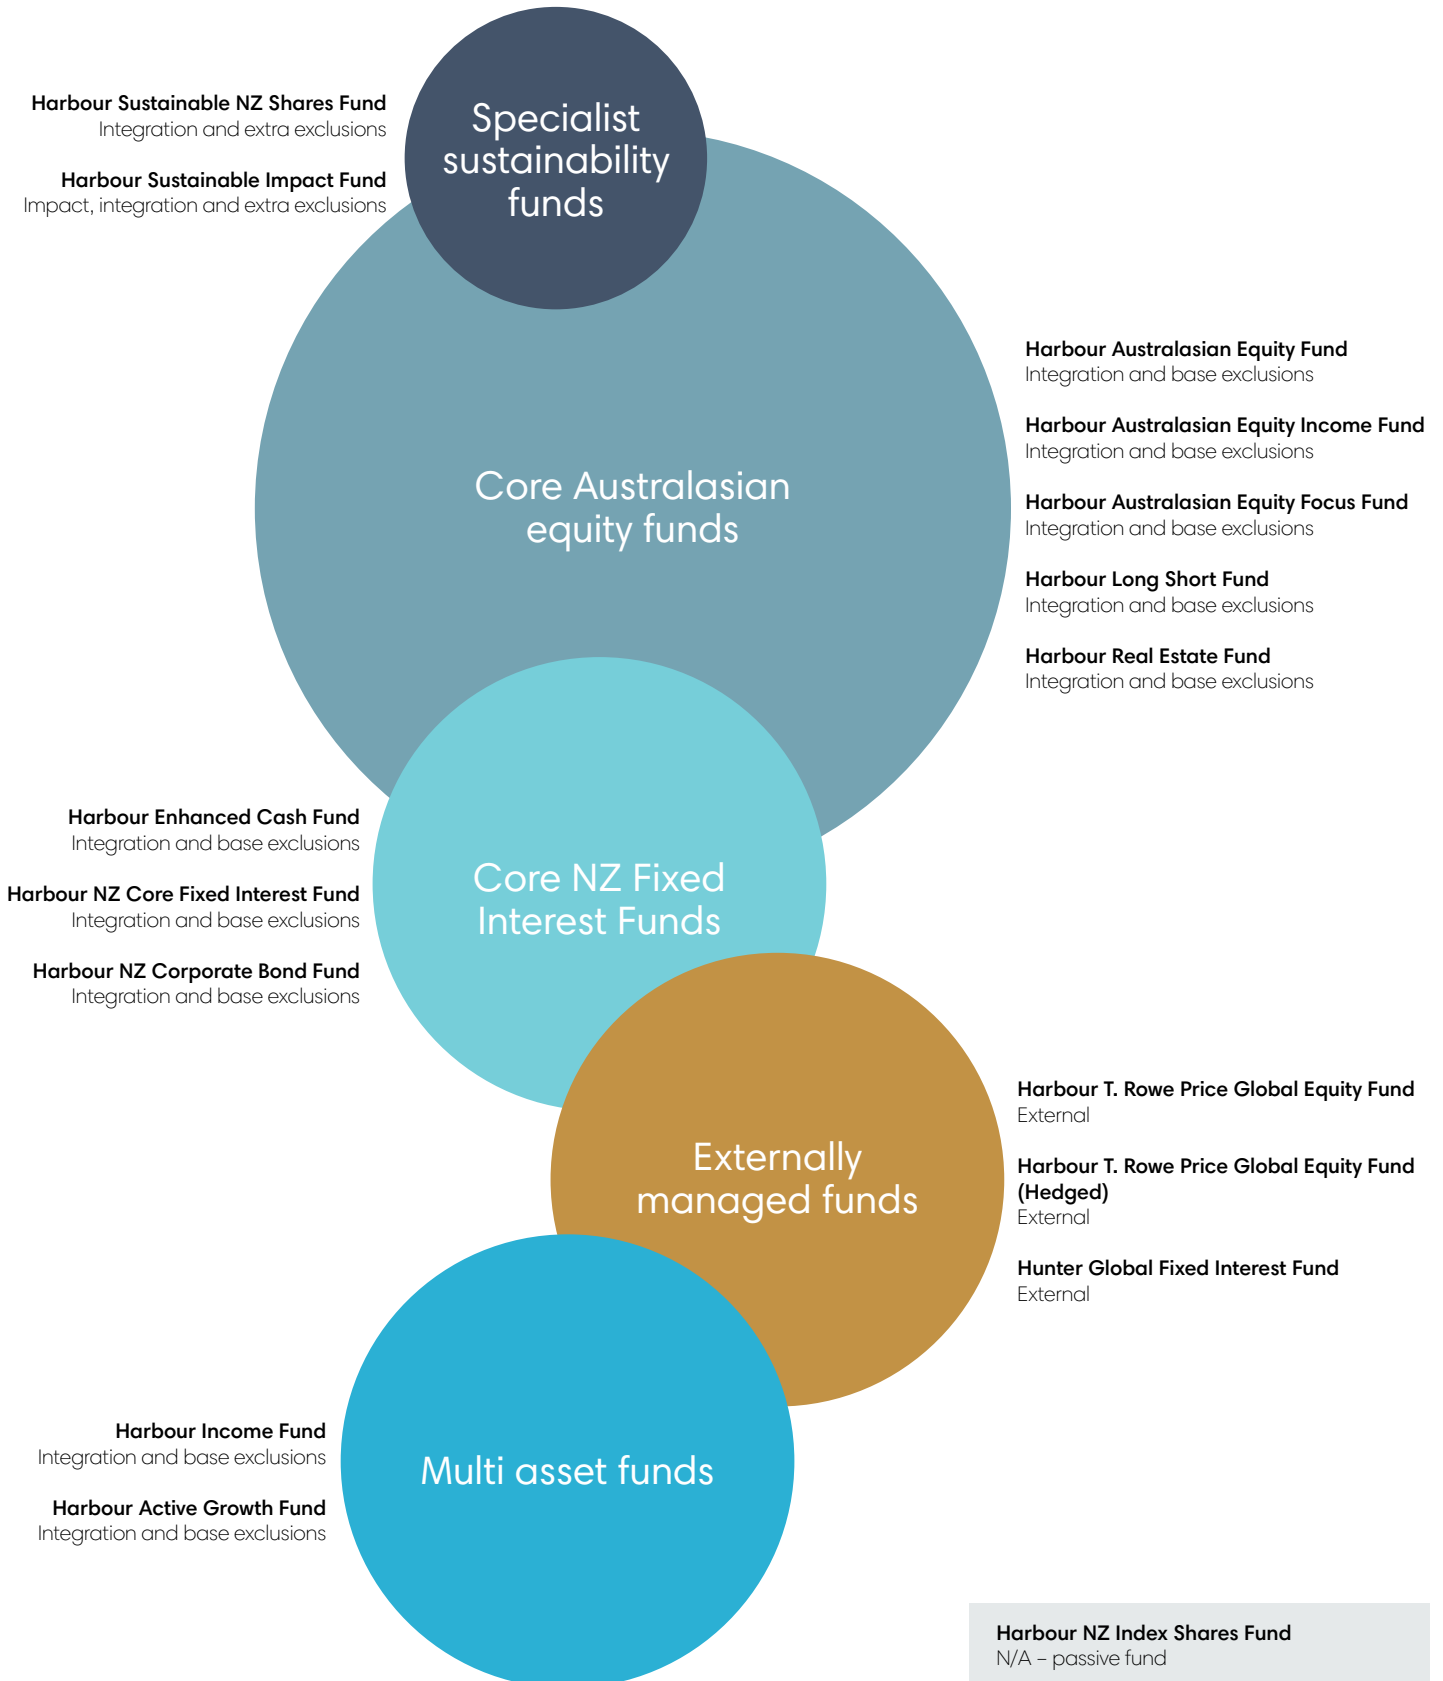 Specialist
sustainability
funds
Harbour Sustainable NZ Shares Fund
Integration and extra exclusions
Harbour Sustainable Impact Fund
Impact, integration and extra exclusions
Core Australasian
equity funds
Harbour Australasian Equity Fund
Integration and base exclusions
Harbour Australasian Equity Income Fund
Integration and base exclusions
Harbour Australasian Equity Focus Fund
Integration and base exclusions
Harbour Long Short Fund
Integration and base exclusions
Harbour Real Estate Fund
Integration and base exclusions
Core NZ Fixed
Interest Funds
Harbour Enhanced Cash Fund
Integration and base exclusions
Harbour NZ Core Fixed Interest Fund
Integration and base exclusions
Harbour NZ Corporate Bond Fund
Integration and base exclusions
Externally
managed funds
Harbour T. Rowe Price Global Equity Fund
External
Harbour T. Rowe Price Global Equity Fund
(Hedged)
External
Hunter Global Fixed Interest Fund
External
Multi asset funds
Harbour Income Fund
Integration and base exclusions
Harbour Active Growth Fund
Integration and base exclusions
Harbour NZ Index Shares Fund
N/A – passive fund